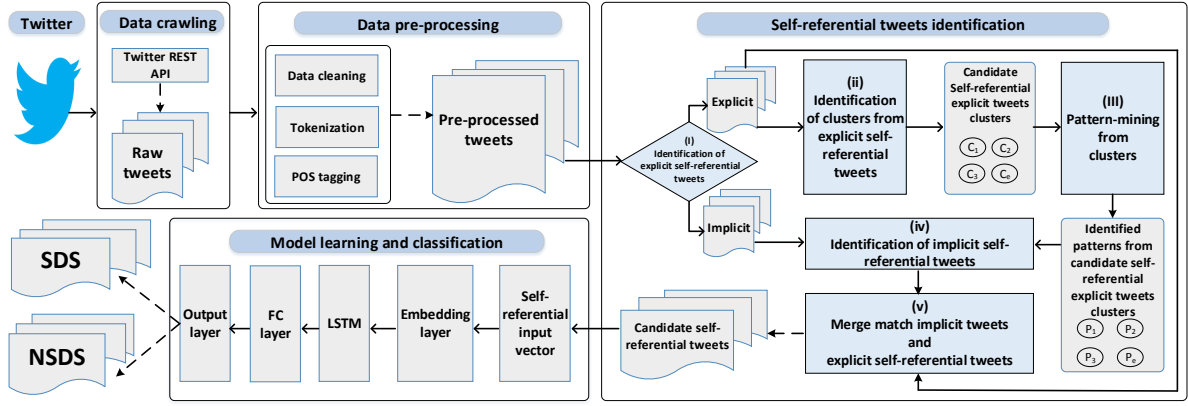 Twitter
Data crawling
Twitter REST
API
Raw
tweets
Data pre-processing
Data cleaning
Tokenization
POS tagging
Pre-processed
tweets
Self-referential tweets identification
(I)
Identification of
explicit self-referential
tweets
Explicit
Implicit
(ii)
Identification
of clusters from
explicit self-
referential
tweets
Candidate
Self-referential
explicit tweets
clusters
C1 C2
C3 Ce
(III)
Pattern-mining
from
clusters
Identified
patterns from
candidate self-
referential
explicit tweets
clusters
P1 P2
P3 Pe
(iv)
Identification of implicit self-
referential tweets
(v)
Merge match implicit tweets
and
explicit self-referential tweets
Candidate self-
referential tweets
Model learning and classification
Self-
referential
input
vector
Embedding
layer
LSTM
FC
layer
Output
layer
SDS
NSDS